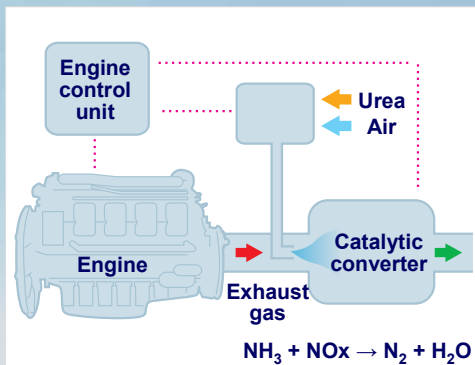 Engine
control
unit
Urea
Air
Engine
Exhaust
gas
Catalytic
converter
NH₃ + NOx → N₂ + H₂O